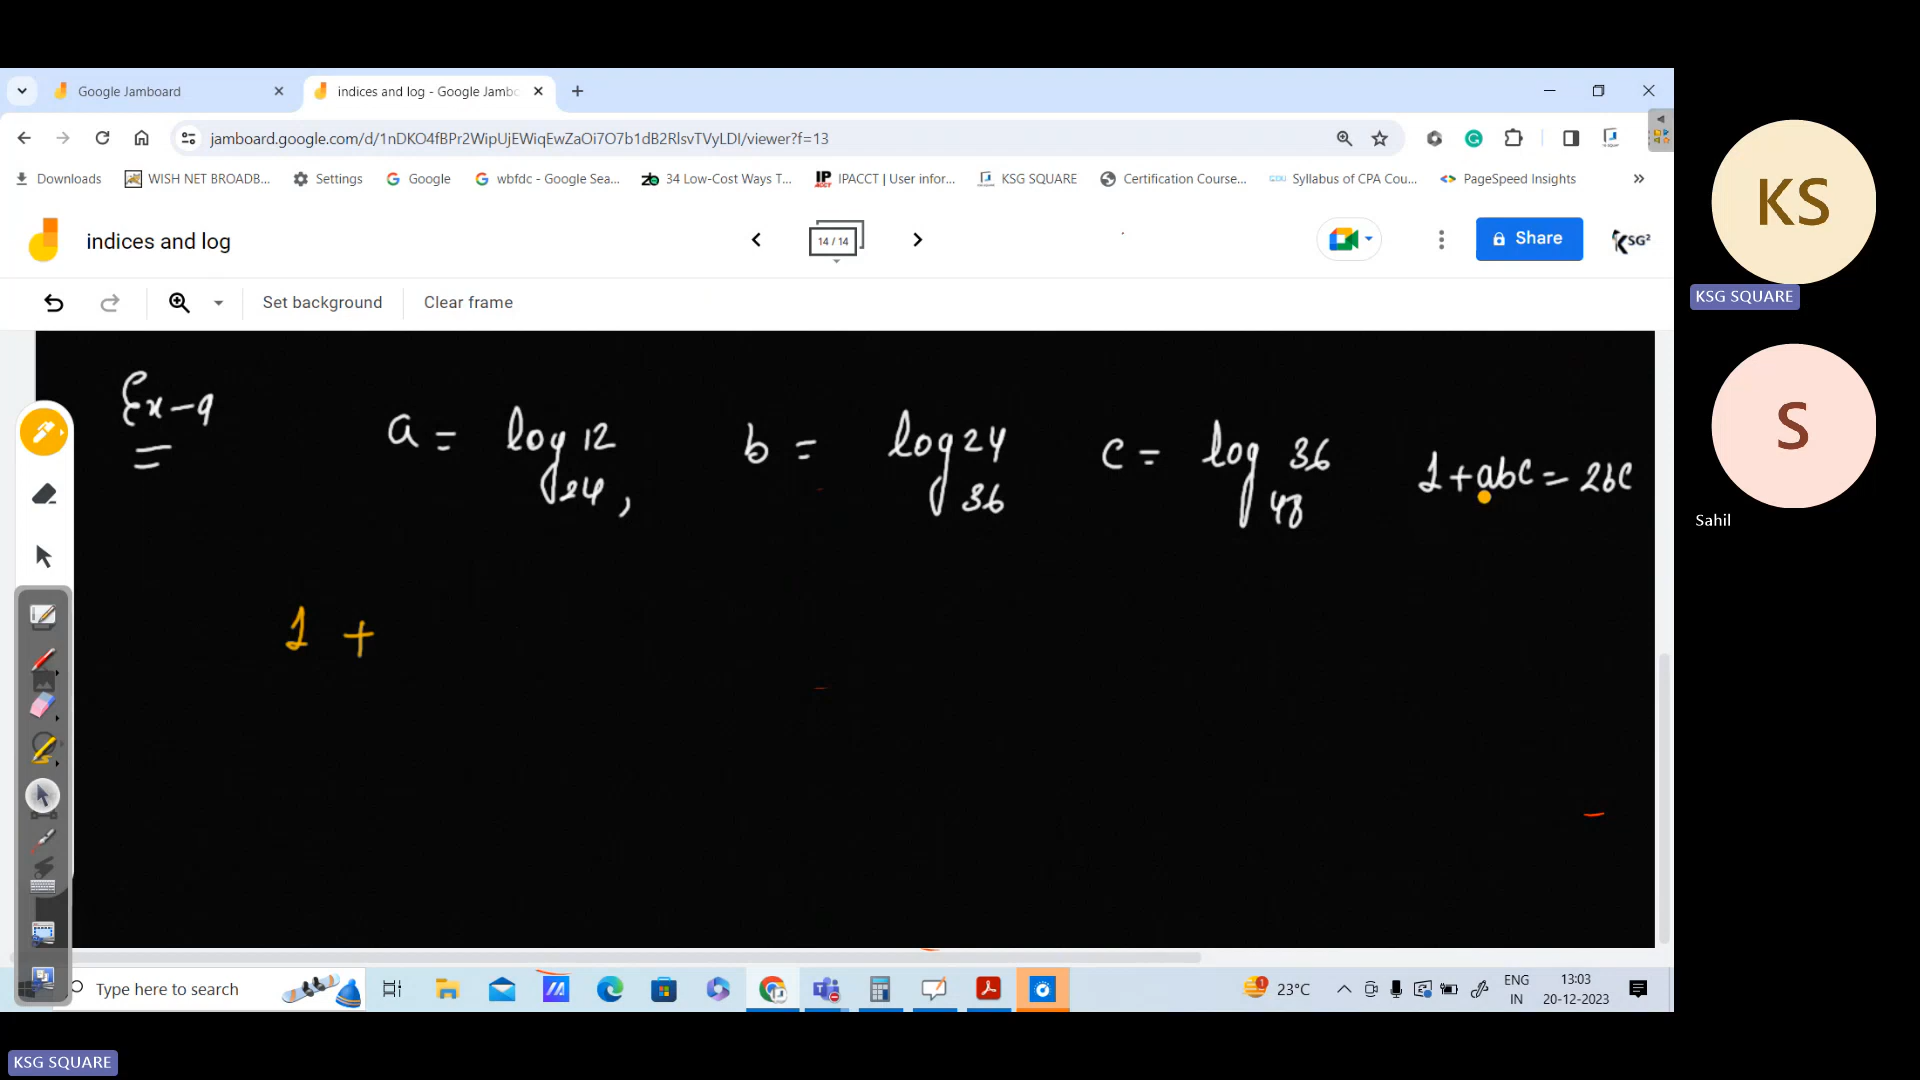 Google Jamboard
indices and log - Google Jambo
jamboard.google.com/d/1nDKO4fBPr2WipUjEWiqEwZaOi7O7b1dB2RlsvTVyLDI/viewer?f=13
Downloads WISH NET BROADB... Settings Google wbfdc - Google Sea... 34 Low-Cost Ways T... IPACCT | User infor... KSG SQUARE Certification Course... Syllabus of CPA Cou... PageSpeed Insights »
indices and log 14 / 14 Share KSG²
Set background Clear frame
Ex-9
a = log₂₄ 12, b = log₃₆ 24 c = log₄₈ 36 1+abc = 2bc
1 +
KS
KSG SQUARE
S
Sahil
Type here to search 23°C ENG IN 13:03 20-12-2023
KSG SQUARE